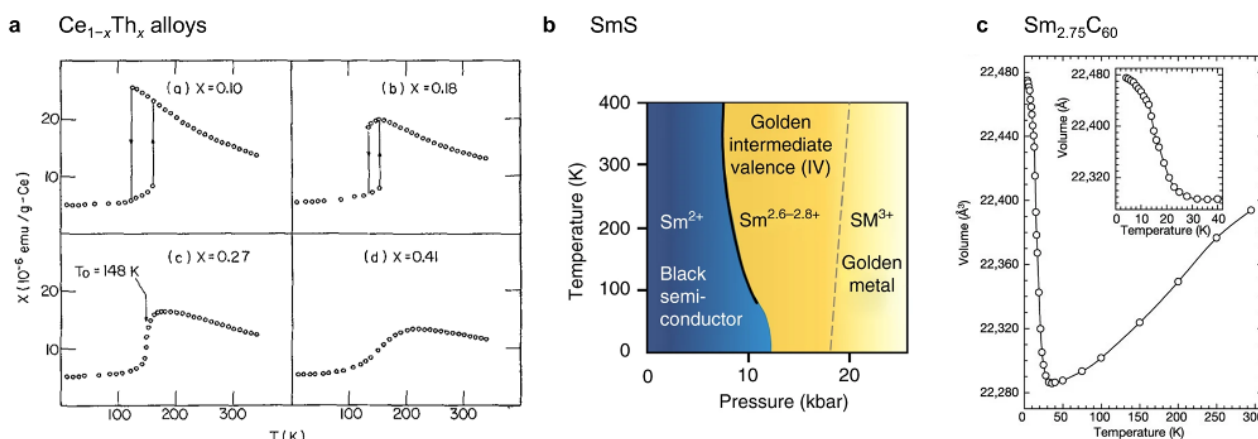 a Ce1−xThx alloys
b SmS
c Sm2.75C60
X (10⁻⁶ emu / g-Ce)
20
10
20
10
(a) X = 0.10
(b) X = 0.18
(c) X = 0.27
T₀ = 148 K
(d) X = 0.41
100 200 300
100 200 300
T (K)
Temperature (K)
400
300
200
100
0
Golden
intermediate
valence (IV)
Sm2+
Sm2.6–2.8+
SM3+
Black
semi-
conductor
Golden
metal
0 10 20
Pressure (kbar)
Volume (Å³)
22,480
22,440
22,400
22,360
22,320
22,280
Volume (Å)
22,480
22,400
22,320
0 10 20 30 40
Temperature (K)
0 50 100 150 200 250 300
Temperature (K)